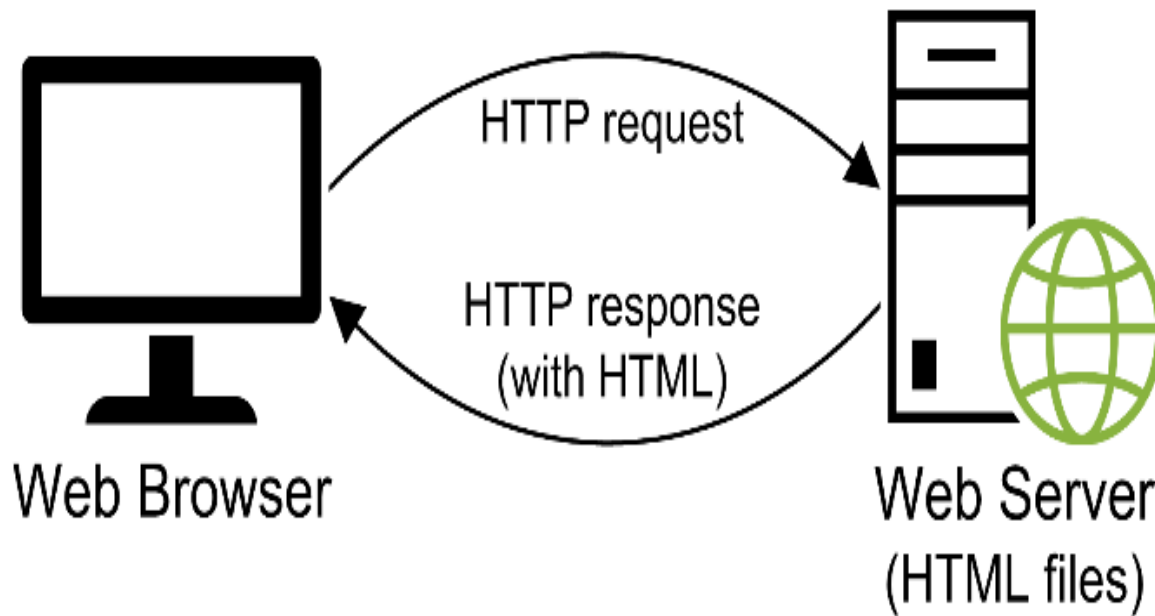 HTTP request
HTTP response
(with HTML)
Web Browser
Web Server
(HTML files)